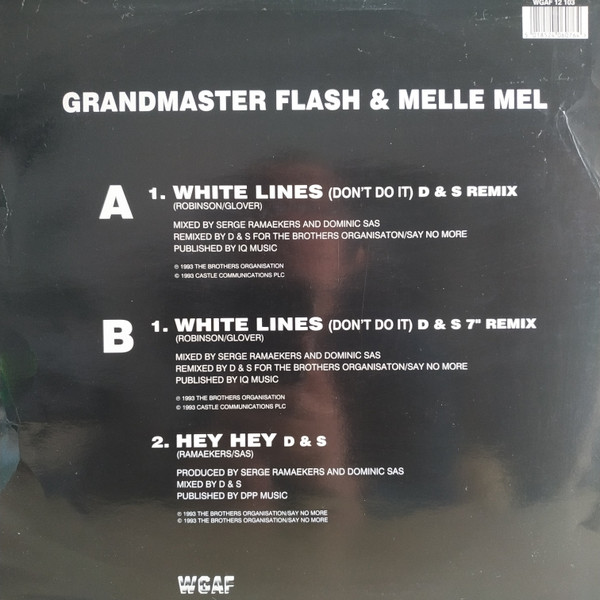 WGAF 12 103
GRANDMASTER FLASH & MELLE MEL
A 1. WHITE LINES (DON'T DO IT) D & S REMIX
(ROBINSON/GLOVER)
MIXED BY SERGE RAMAEKERS AND DOMINIC SAS
REMIXED BY D & S FOR THE BROTHERS ORGANISATON/SAY NO MORE
PUBLISHED BY IQ MUSIC
℗ 1993 THE BROTHERS ORGANISATION
© 1993 CASTLE COMMUNICATIONS PLC
B 1. WHITE LINES (DON'T DO IT) D & S 7" REMIX
(ROBINSON/GLOVER)
MIXED BY SERGE RAMAEKERS AND DOMINIC SAS
REMIXED BY D & S FOR THE BROTHERS ORGANISATON/SAY NO MORE
PUBLISHED BY IQ MUSIC
℗ 1993 THE BROTHERS ORGANISATION
© 1993 CASTLE COMMUNICATIONS PLC
2. HEY HEY D & S
(RAMAEKERS/SAS)
PRODUCED BY SERGE RAMAEKERS AND DOMINIC SAS
MIXED BY D & S
PUBLISHED BY DPP MUSIC
℗ 1993 THE BROTHERS ORGANISATION/SAY NO MORE
© 1993 THE BROTHERS ORGANISATION/SAY NO MORE
WGAF